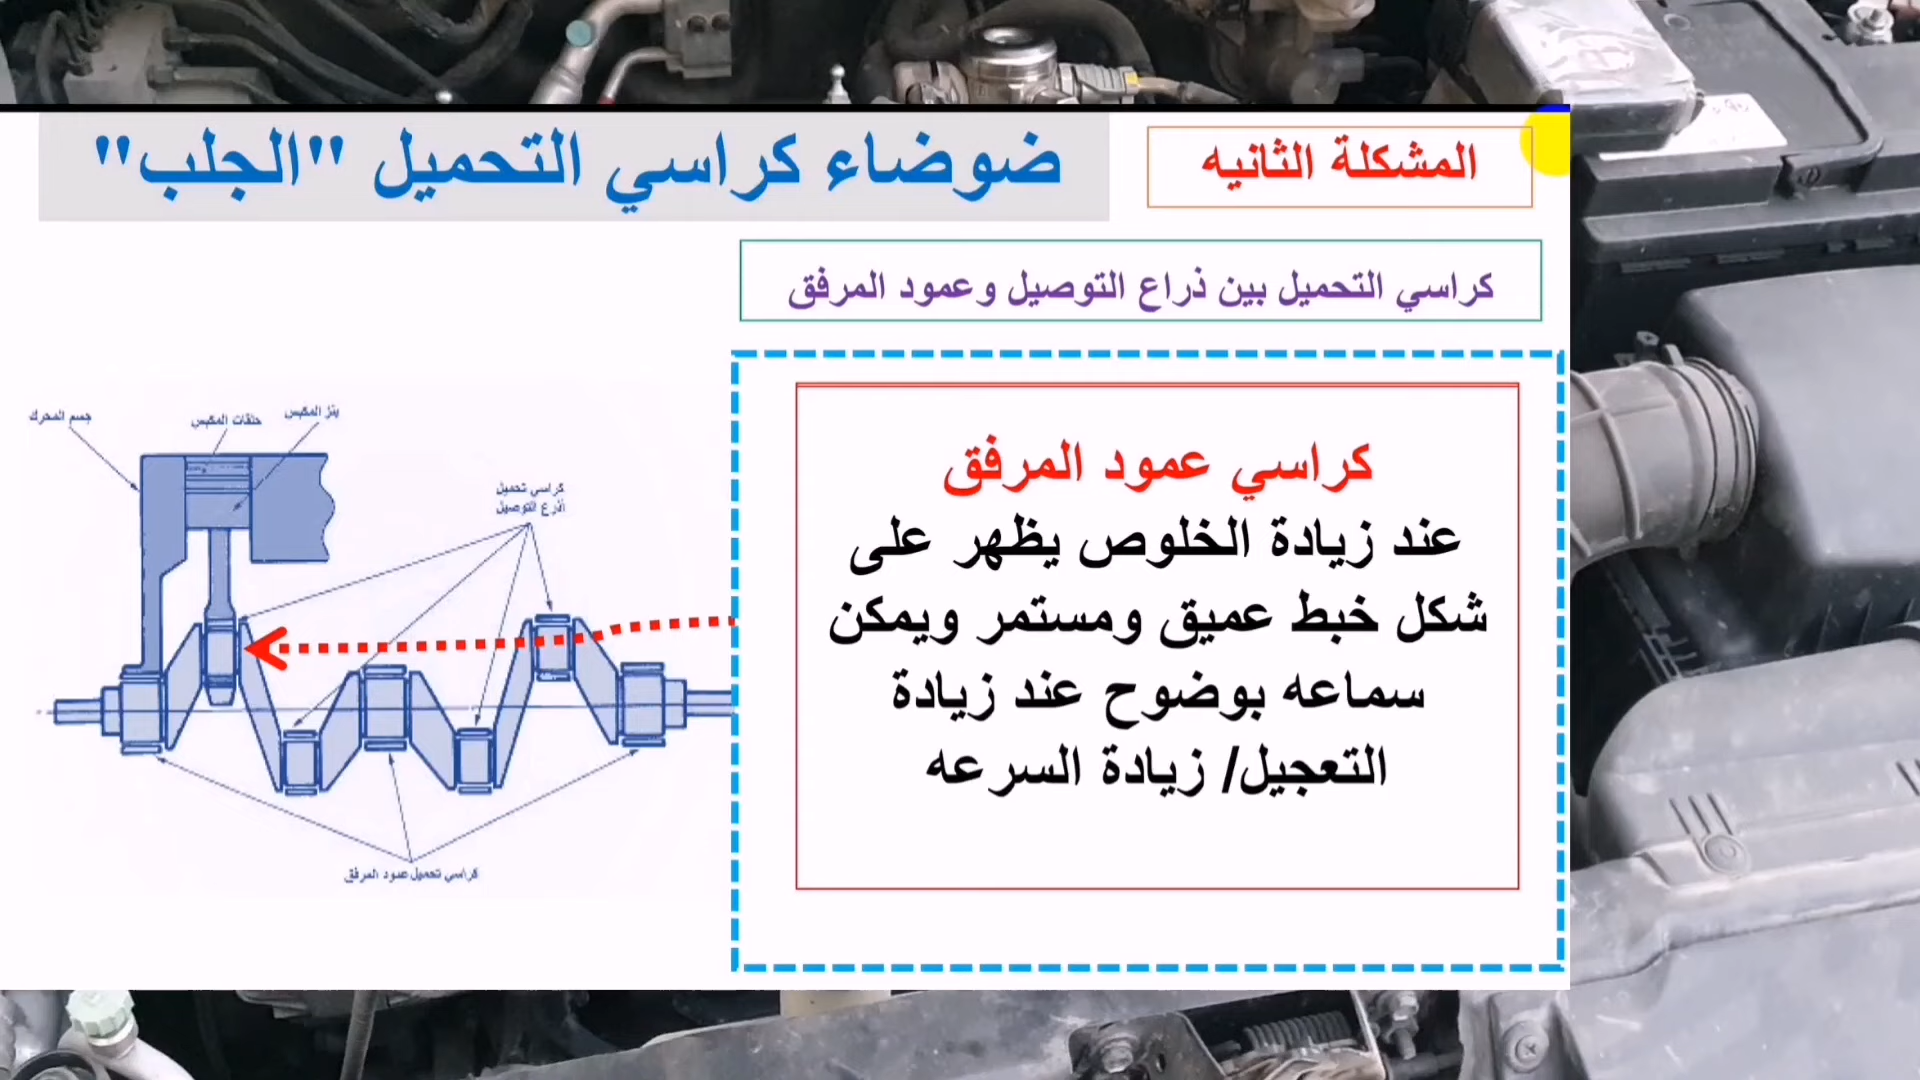 المشكلة الثانيه
ضوضاء كراسي التحميل "الجلب"
كراسي التحميل بين ذراع التوصيل وعمود المرفق
كراسي عمود المرفق
عند زيادة الخلوص يظهر على
شكل خبط عميق ومستمر ويمكن
سماعه بوضوح عند زيادة
التعجيل/ زيادة السرعه
بنز المكبس
حلقات المكبس
جسم المحرك
كراسي تحميل
أذرع التوصيل
كراسي تحميل عمود المرفق